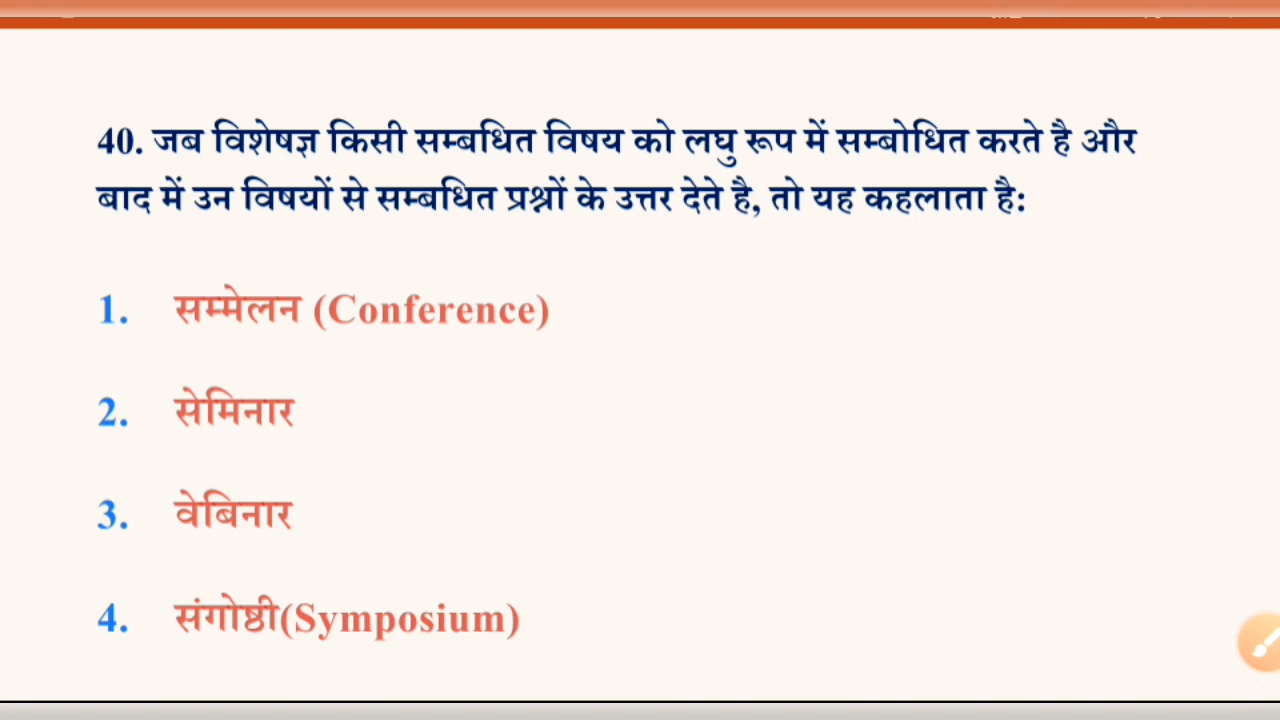 40. जब विशेषज्ञ किसी सम्बधित विषय को लघु रूप में सम्बोधित करते है और
बाद में उन विषयों से सम्बधित प्रश्नों के उत्तर देते है, तो यह कहलाता है:
1. सम्मेलन (Conference)
2. सेमिनार
3. वेबिनार
4. संगोष्ठी(Symposium)